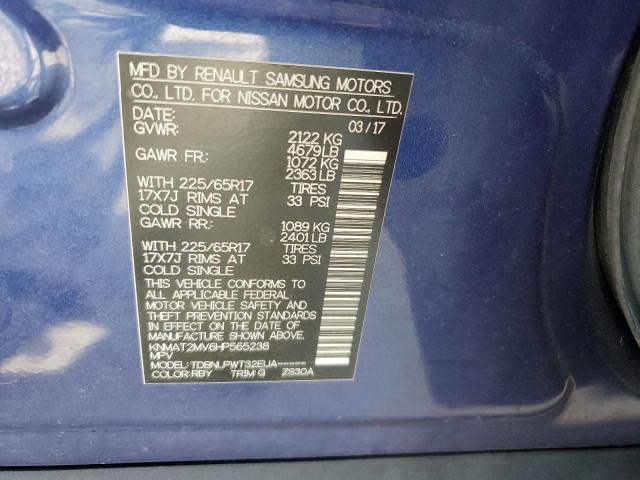 MFD BY RENAULT SAMSUNG MOTORS
CO., LTD. FOR NISSAN MOTOR CO., LTD.
DATE: 03/17
GVWR: 2122 KG
4679 LB
GAWR FR: 1072 KG
2363 LB
WITH 225/65R17 TIRES
17X7J RIMS AT 33 PSI
COLD SINGLE
GAWR RR: 1089 KG
2401 LB
WITH 225/65R17 TIRES
17X7J RIMS AT 33 PSI
COLD SINGLE
THIS VEHICLE CONFORMS TO
ALL APPLICABLE FEDERAL
MOTOR VEHICLE SAFETY AND
THEFT PREVENTION STANDARDS
IN EFFECT ON THE DATE OF
MANUFACTURE SHOWN ABOVE.
KNMAT2MV6HP565238
MPV
MODEL: TDBNLPWT32EUA-----
COLOR: RBY TRIM: G ZS30A